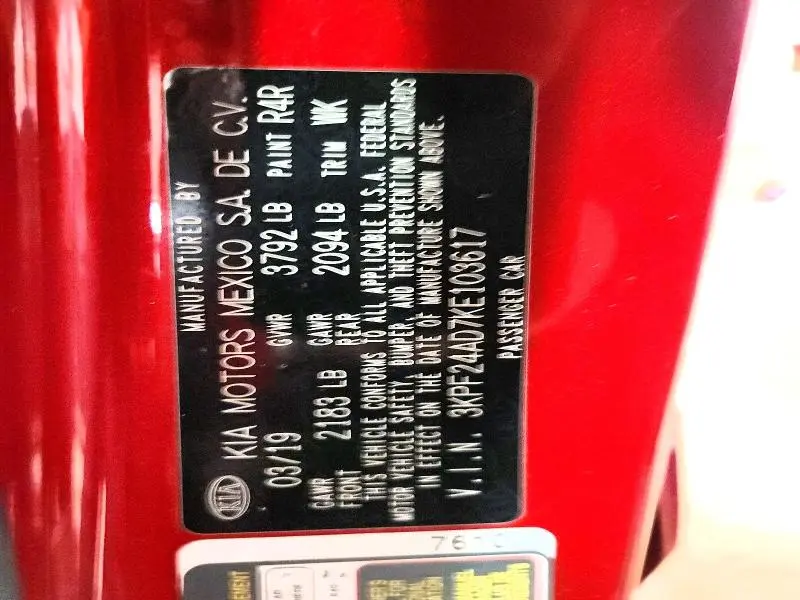 MANUFACTURED BY
KIA KIA MOTORS MEXICO S.A. DE C.V.
03/19 GVWR 3792 LB PAINT R4R
GAWR FRONT 2183 LB GAWR REAR 2094 LB TRIM WK
THIS VEHICLE CONFORMS TO ALL APPLICABLE U.S.A. FEDERAL
MOTOR VEHICLE SAFETY, BUMPER, AND THEFT PREVENTION STANDARDS
IN EFFECT ON THE DATE OF MANUFACTURE SHOWN ABOVE.
V.I.N. 3KPF24AD7KE103617
PASSENGER CAR